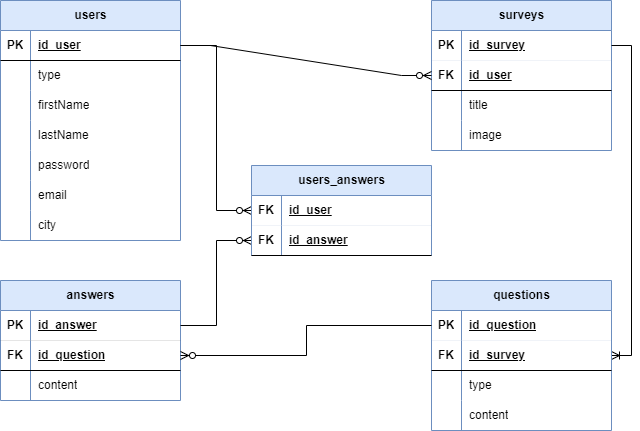 users
PK id_user
type
firstName
lastName
password
email
city
surveys
PK id_survey
FK id_user
title
image
users_answers
FK id_user
FK id_answer
answers
PK id_answer
FK id_question
content
questions
PK id_question
FK id_survey
type
content